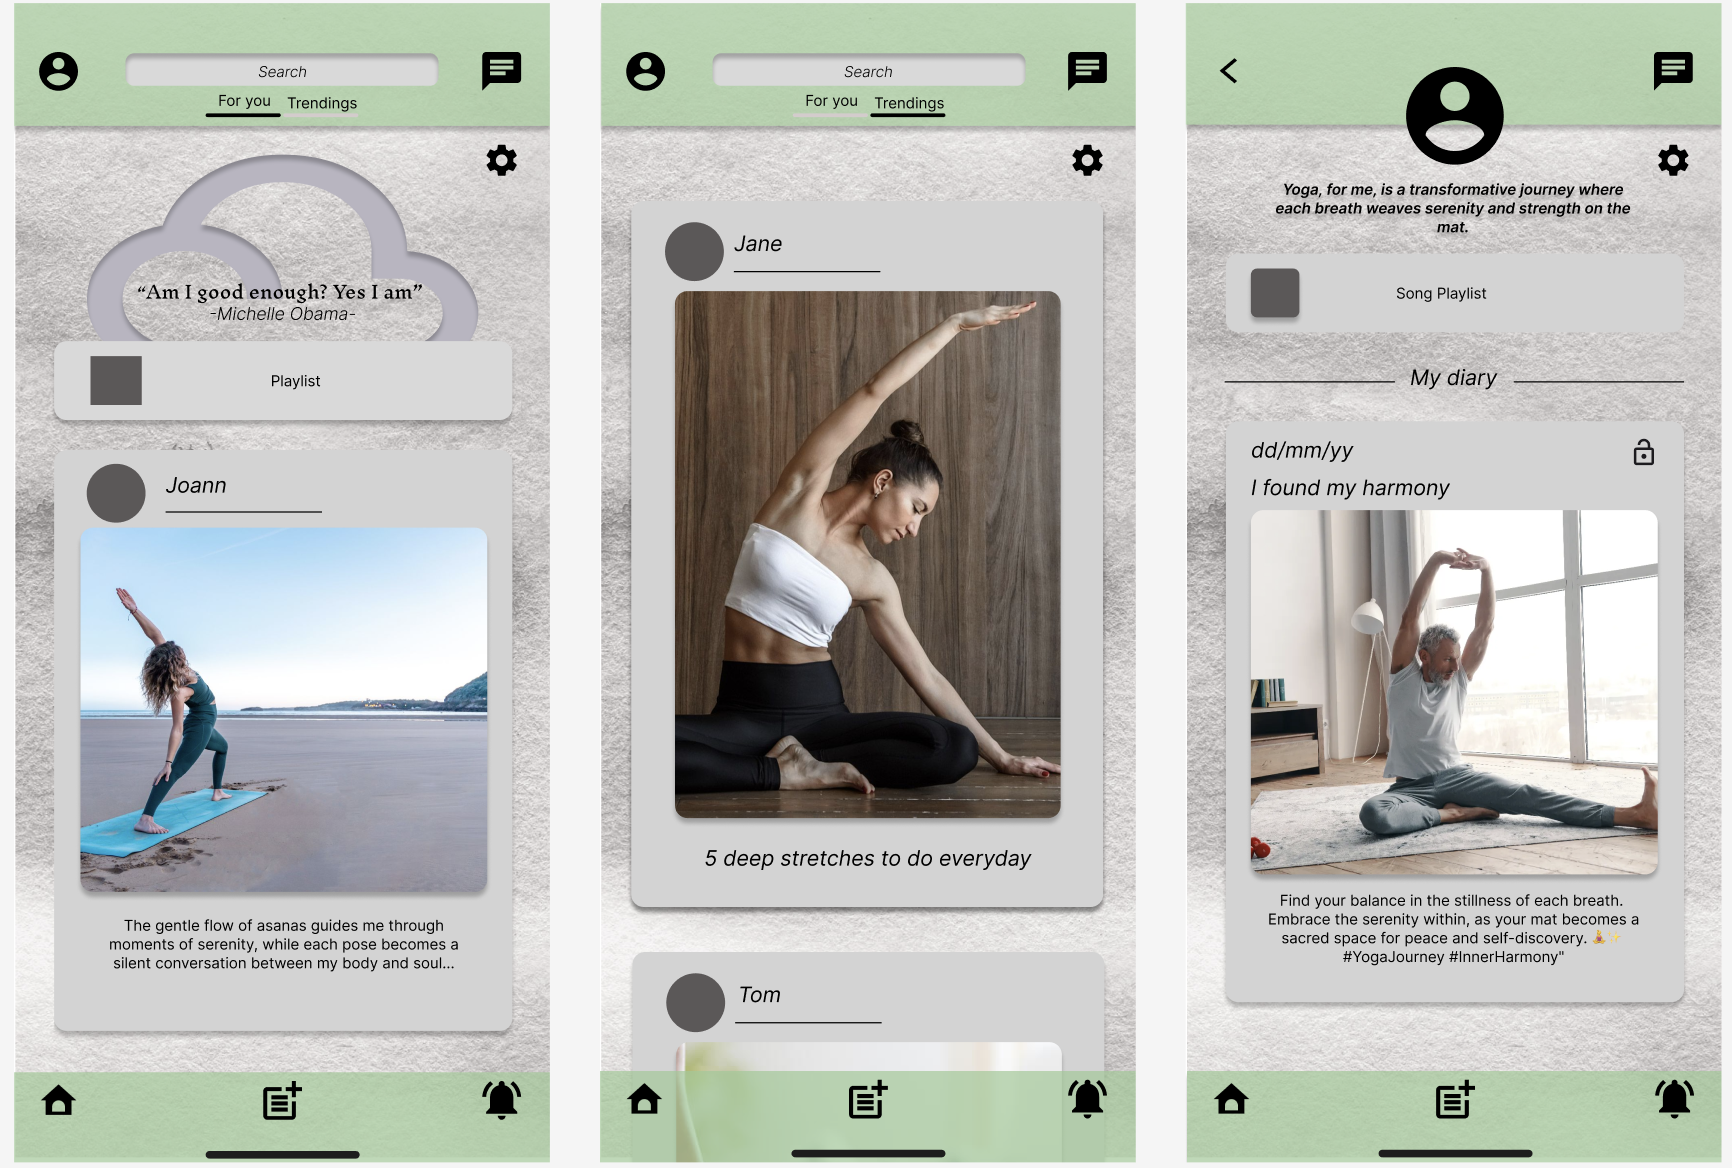 Search
For you Trendings
“Am I good enough? Yes I am”
-Michelle Obama-
Playlist
Joann
The gentle flow of asanas guides me through
moments of serenity, while each pose becomes a
silent conversation between my body and soul...
Search
For you Trendings
Jane
5 deep stretches to do everyday
Tom
Yoga, for me, is a transformative journey where
each breath weaves serenity and strength on the
mat.
Song Playlist
My diary
dd/mm/yy
I found my harmony
Find your balance in the stillness of each breath.
Embrace the serenity within, as your mat becomes a
sacred space for peace and self-discovery. 🧘✨
#YogaJourney #InnerHarmony"